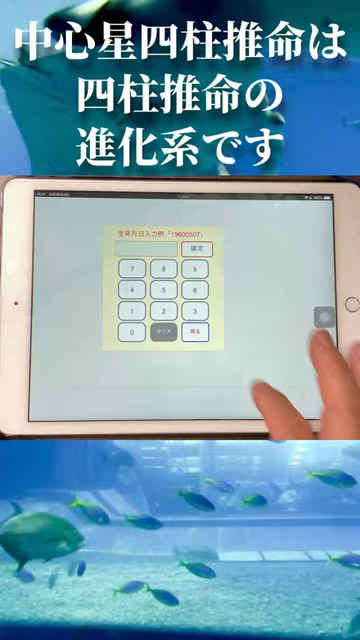 中心星四柱推命は
四柱推命の
進化系です
生年月日入力例「19600507」
確定
7 8 9
4 5 6
1 2 3
0 クリア 戻る